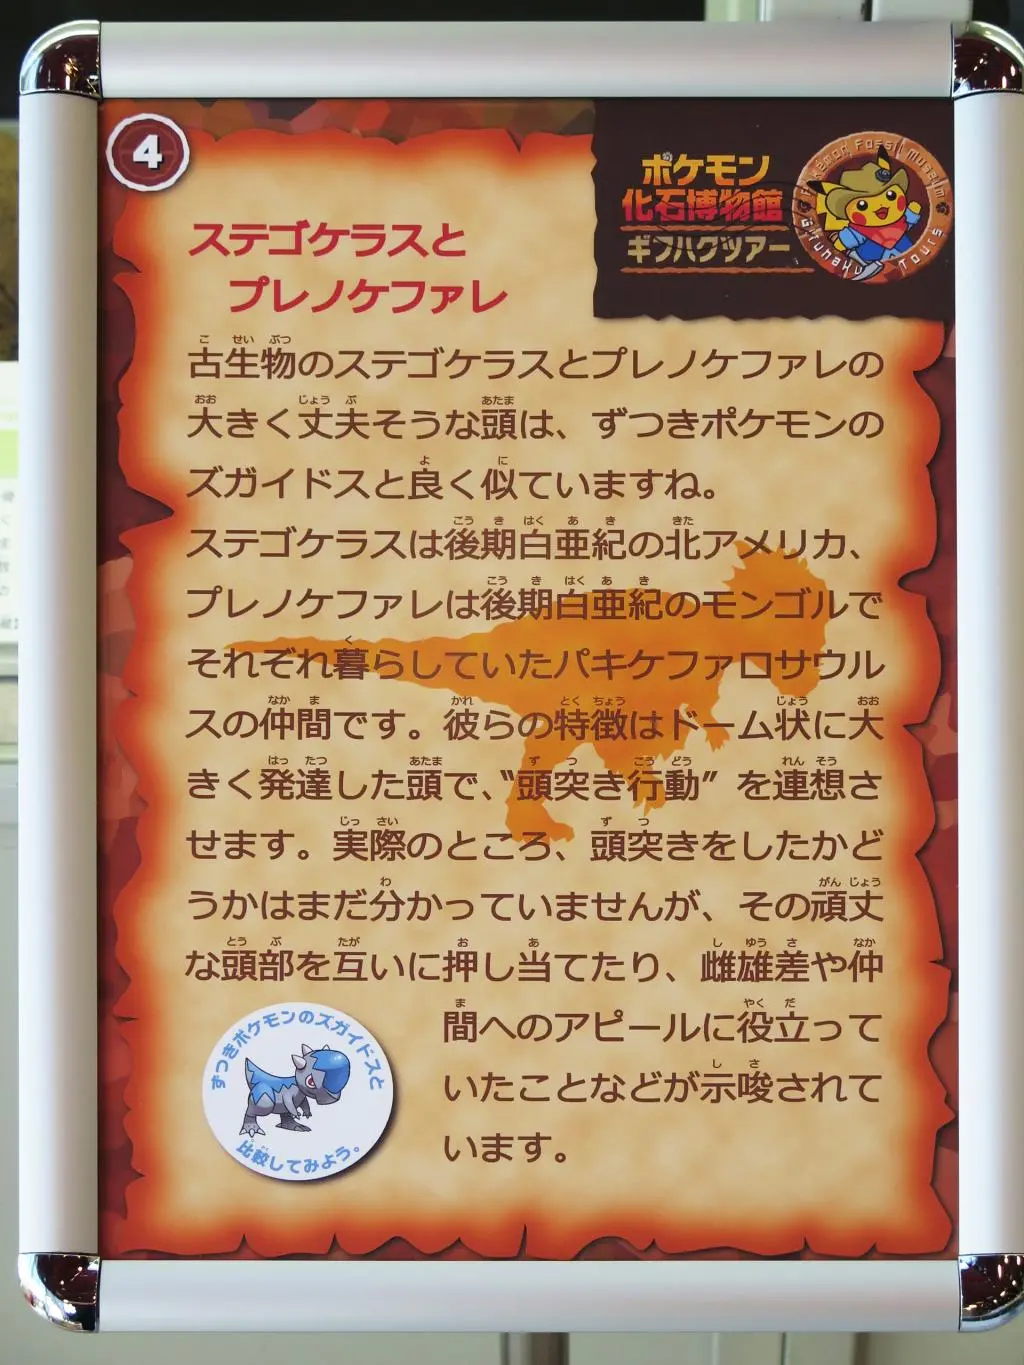 4
ポケモン
化石博物館
ギフハクツアー
Pokémon Fossil Museum
Gifuhaku Tours
ステゴケラスと
プレノケファレ
古生物のステゴケラスとプレノケファレの
大きく丈夫そうな頭は、ずつきポケモンの
ズガイドスと良く似ていますね。
ステゴケラスは後期白亜紀の北アメリカ、
プレノケファレは後期白亜紀のモンゴルで
それぞれ暮らしていたパキケファロサウル
スの仲間です。彼らの特徴はドーム状に大
きく発達した頭で、“頭突き行動”を連想さ
せます。実際のところ、頭突きをしたかど
うかはまだ分かっていませんが、その頑丈
な頭部を互いに押し当てたり、雌雄差や仲
間へのアピールに役立って
いたことなどが示唆されて
います。
ずつきポケモンのズガイドスと
比較してみよう。